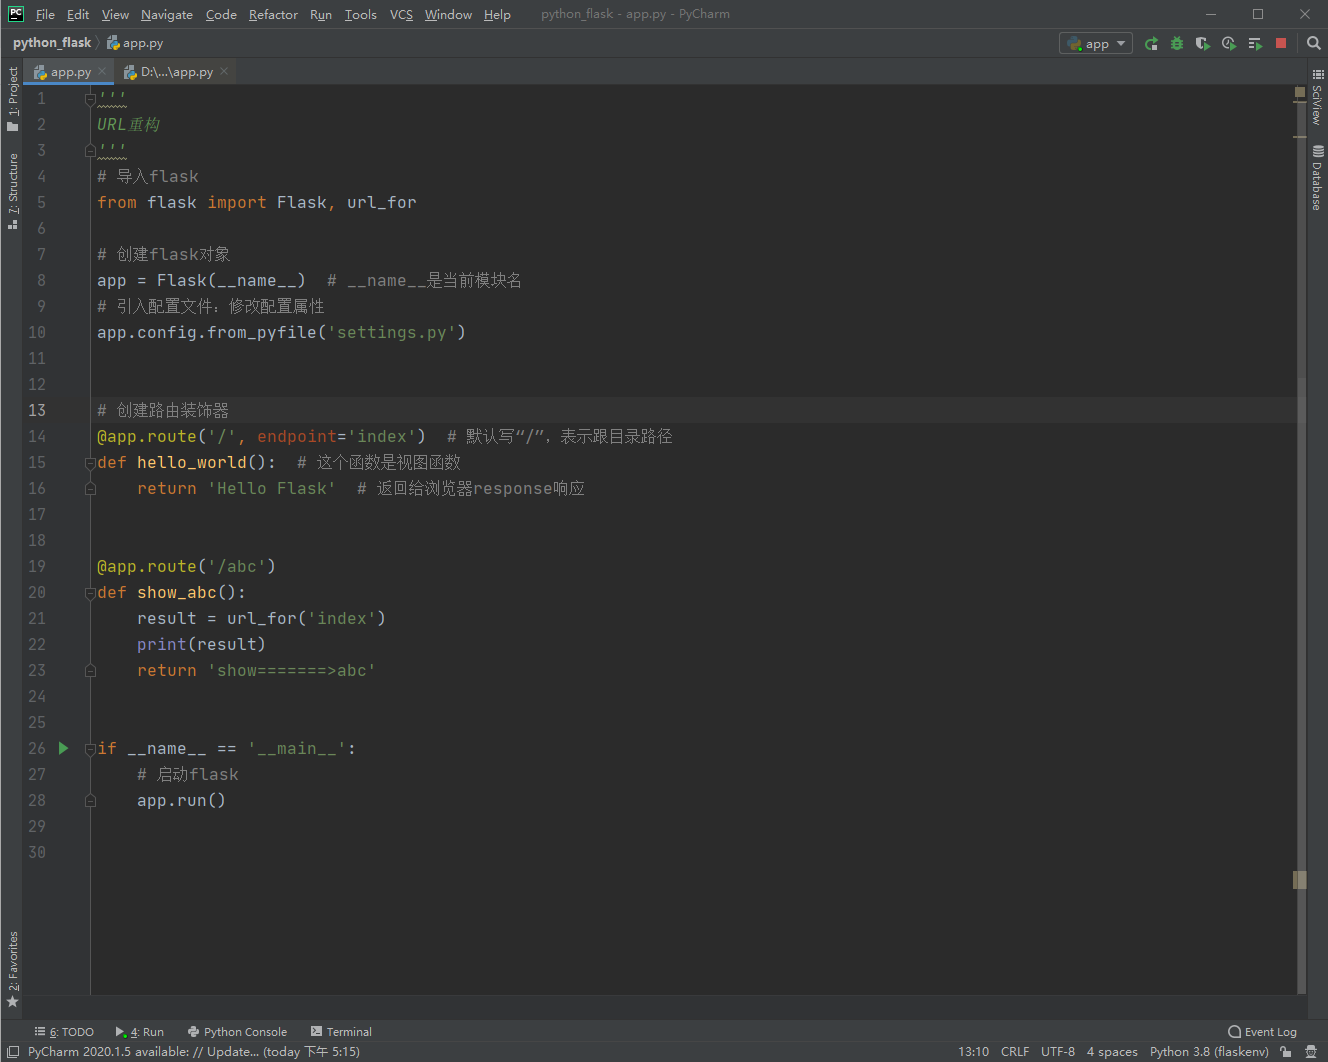 File Edit View Navigate Code Refactor Run Tools VCS Window Help python_flask - app.py - PyCharm
python_flask app.py app
app.py D:\...\app.py
1: Project
7: Structure
2: Favorites
SciView
Database
1 '''
2 URL重构
3 '''
4 # 导入flask
5 from flask import Flask, url_for
6
7 # 创建flask对象
8 app = Flask(__name__)  # __name__是当前模块名
9 # 引入配置文件：修改配置属性
10 app.config.from_pyfile('settings.py')
11
12
13 # 创建路由装饰器
14 @app.route('/', endpoint='index')  # 默认写“/”，表示跟目录路径
15 def hello_world():  # 这个函数是视图函数
16     return 'Hello Flask'  # 返回给浏览器response响应
17
18
19 @app.route('/abc')
20 def show_abc():
21     result = url_for('index')
22     print(result)
23     return 'show=======>abc'
24
25
26 if __name__ == '__main__':
27     # 启动flask
28     app.run()
29
30
6: TODO 4: Run Python Console Terminal Event Log
PyCharm 2020.1.5 available: // Update... (today 下午 5:15) 13:10 CRLF UTF-8 4 spaces Python 3.8 (flaskenv)